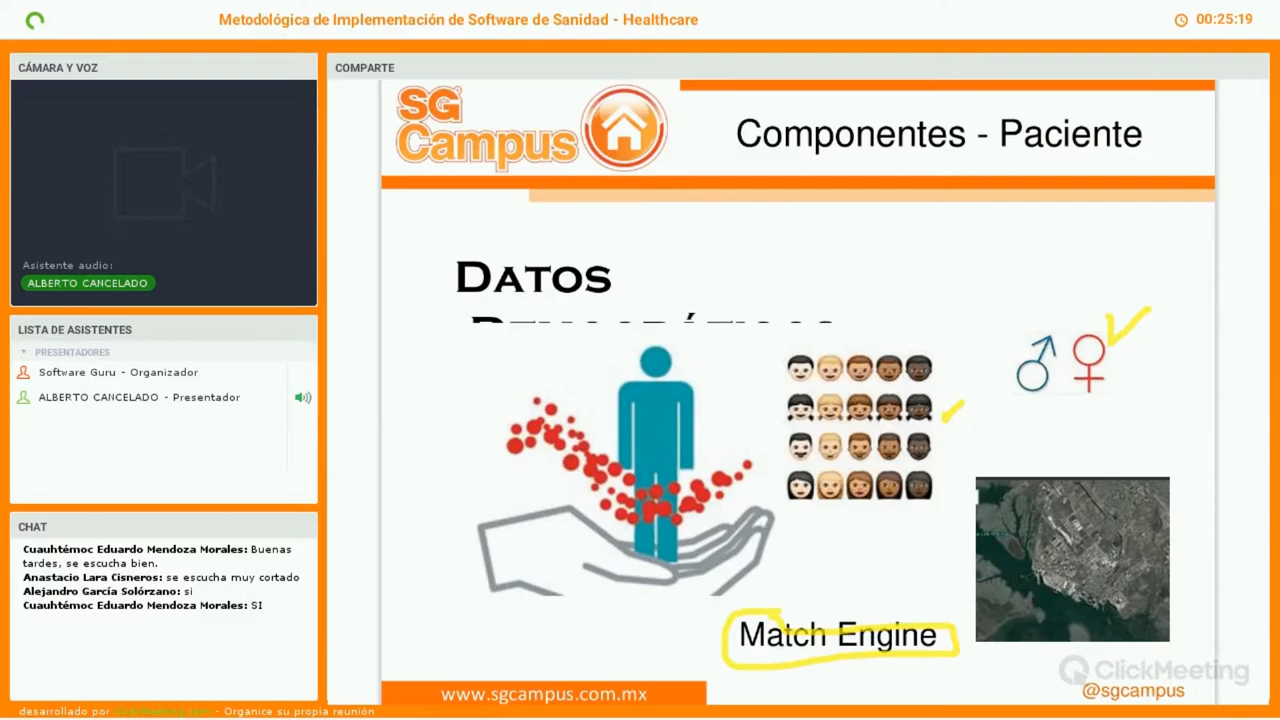 Metodológica de Implementación de Software de Sanidad - Healthcare
00:25:19
CÁMARA Y VOZ
Asistente audio:
ALBERTO CANCELADO
LISTA DE ASISTENTES
PRESENTADORES
Software Guru - Organizador
ALBERTO CANCELADO - Presentador
CHAT
Cuauhtémoc Eduardo Mendoza Morales: Buenas
tardes, se escucha bien.
Anastacio Lara Cisneros: se escucha muy cortado
Alejandro García Solórzano: si
Cuauhtémoc Eduardo Mendoza Morales: SI
COMPARTE
SG
Campus
Componentes - Paciente
DATOS
Match Engine
www.sgcampus.com.mx
ClickMeeting
@sgcampus
desarrollado por ClickMeeting.com - Organice su propia reunión